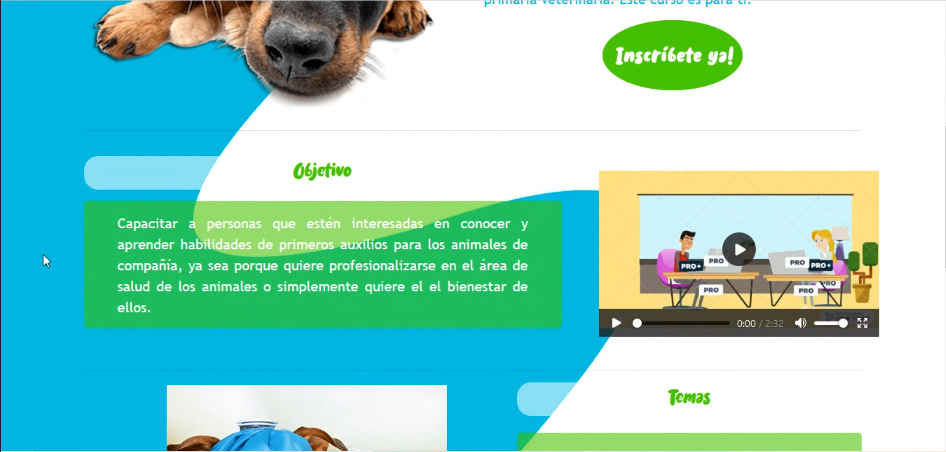 primaria veterinaria. Este curso es para ti.
Inscríbete ya!
Objetivo
Capacitar a personas que estén interesadas en conocer y
aprender habilidades de primeros auxilios para los animales de
compañía, ya sea porque quiere profesionalizarse en el área de
salud de los animales o simplemente quiere el el bienestar de
ellos.
PRO+
PRO
PRO
PRO+
PRO
PRO
PRO
0:00 / 2:32
Temas